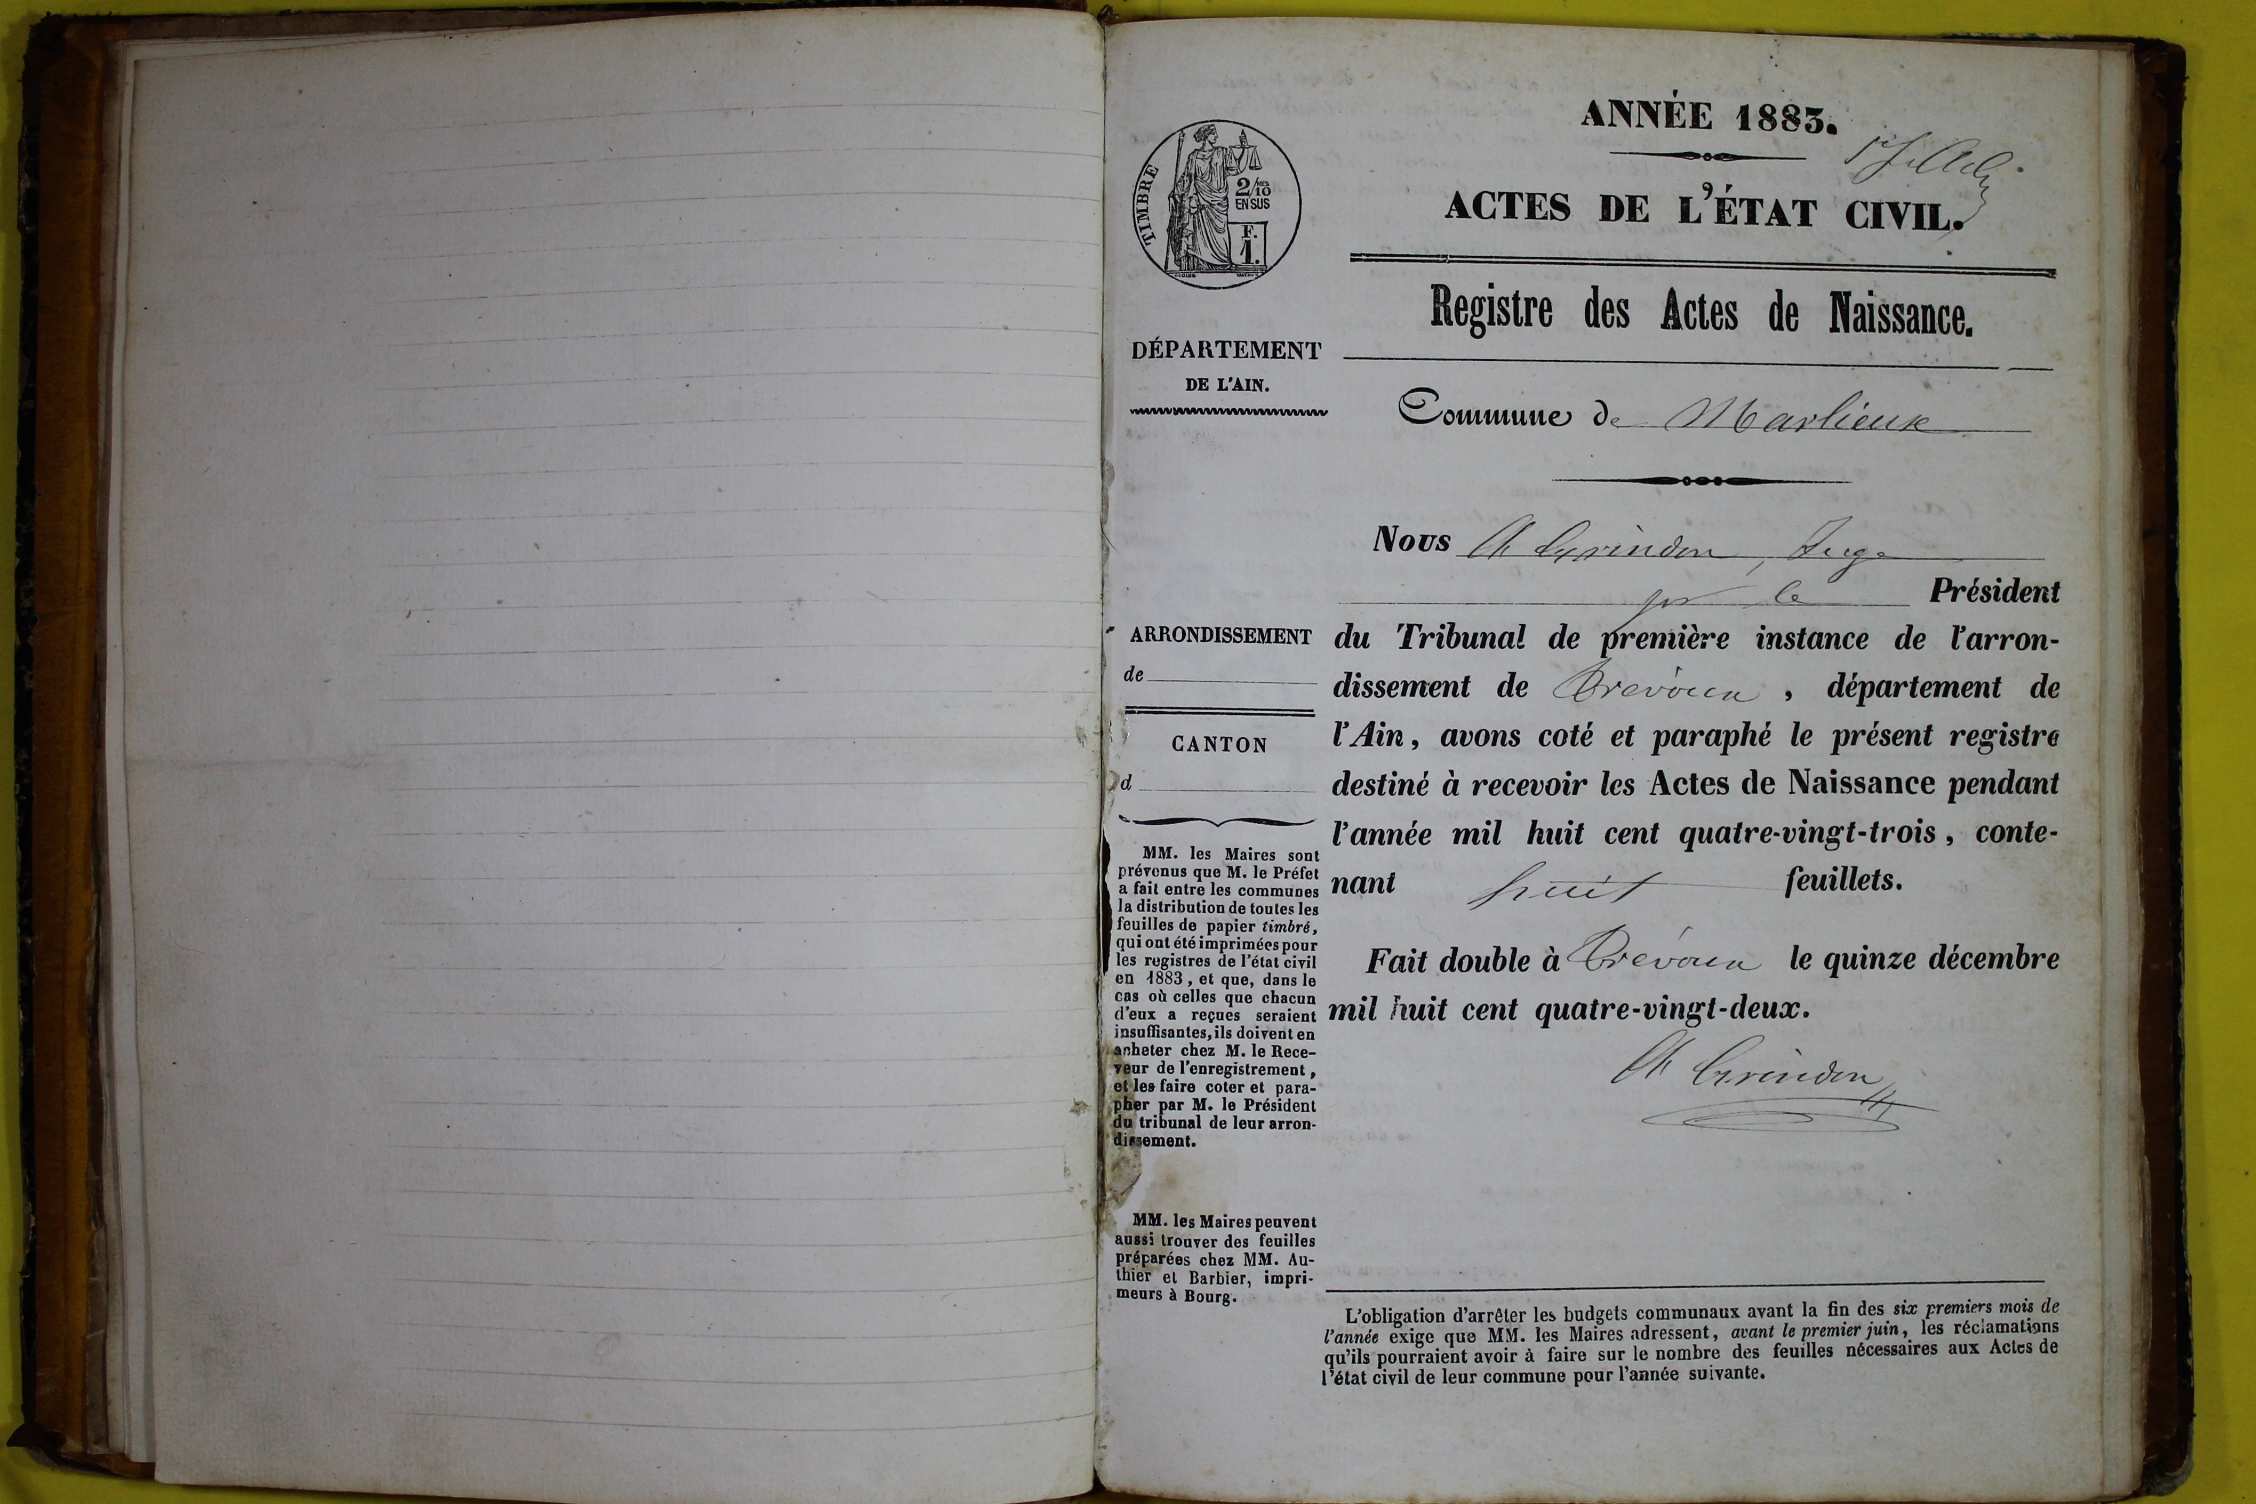 ANNÉE 1883.
ACTES DE L'ÉTAT CIVIL.
TIMBRE
2/10 MES
EN SUS
F.
1.
Registre des Actes de Naissance.
DÉPARTEMENT
DE L'AIN.
Commune de Marlieux
Nous Ch Grindon, Juge
pr le Président
ARRONDISSEMENT
de
CANTON
d
du Tribunal de première instance de l'arron-
dissement de Trévoux, département de
l'Ain, avons coté et paraphé le présent registre
destiné à recevoir les Actes de Naissance pendant
l'année mil huit cent quatre-vingt-trois, conte-
nant huit feuillets.
Fait double à Trévoux le quinze décembre
mil huit cent quatre-vingt-deux.
Ch Grindon
MM. les Maires sont
prévenus que M. le Préfet
a fait entre les communes
la distribution de toutes les
feuilles de papier timbré,
qui ont été imprimées pour
les registres de l'état civil
en 1883, et que, dans le
cas où celles que chacun
d'eux a reçues seraient
insuffisantes, ils doivent en
acheter chez M. le Rece-
veur de l'enregistrement,
et les faire coter et para-
pher par M. le Président
du tribunal de leur arron-
dissement.
MM. les Maires peuvent
aussi trouver des feuilles
préparées chez MM. Au-
thier et Barbier, impri-
meurs à Bourg.
L'obligation d'arrêter les budgets communaux avant la fin des six premiers mois de
l'année exige que MM. les Maires adressent, avant le premier juin, les réclamations
qu'ils pourraient avoir à faire sur le nombre des feuilles nécessaires aux Actes de
l'état civil de leur commune pour l'année suivante.